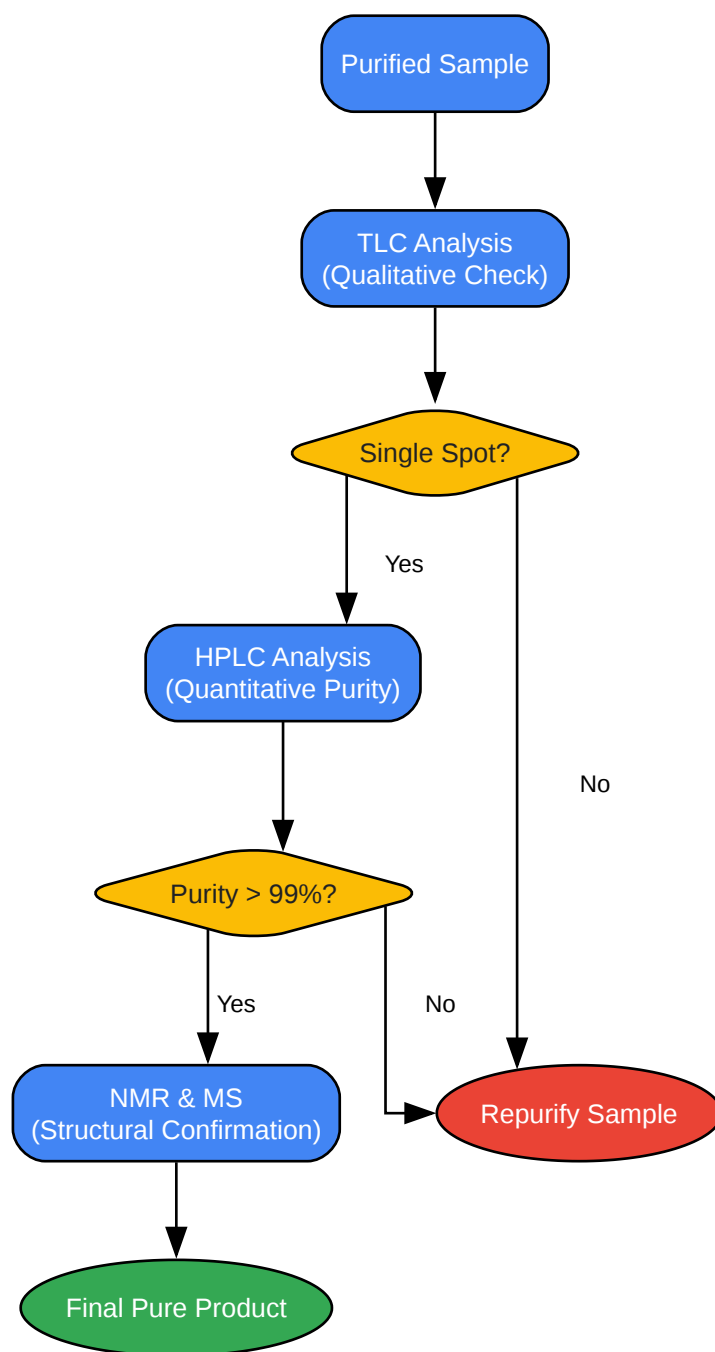 Purified Sample
TLC Analysis
(Qualitative Check)
Single Spot?
Yes
HPLC Analysis
(Quantitative Purity)
No
Purity > 99%?
Yes
No
NMR & MS
(Structural Confirmation)
Repurify Sample
Final Pure Product